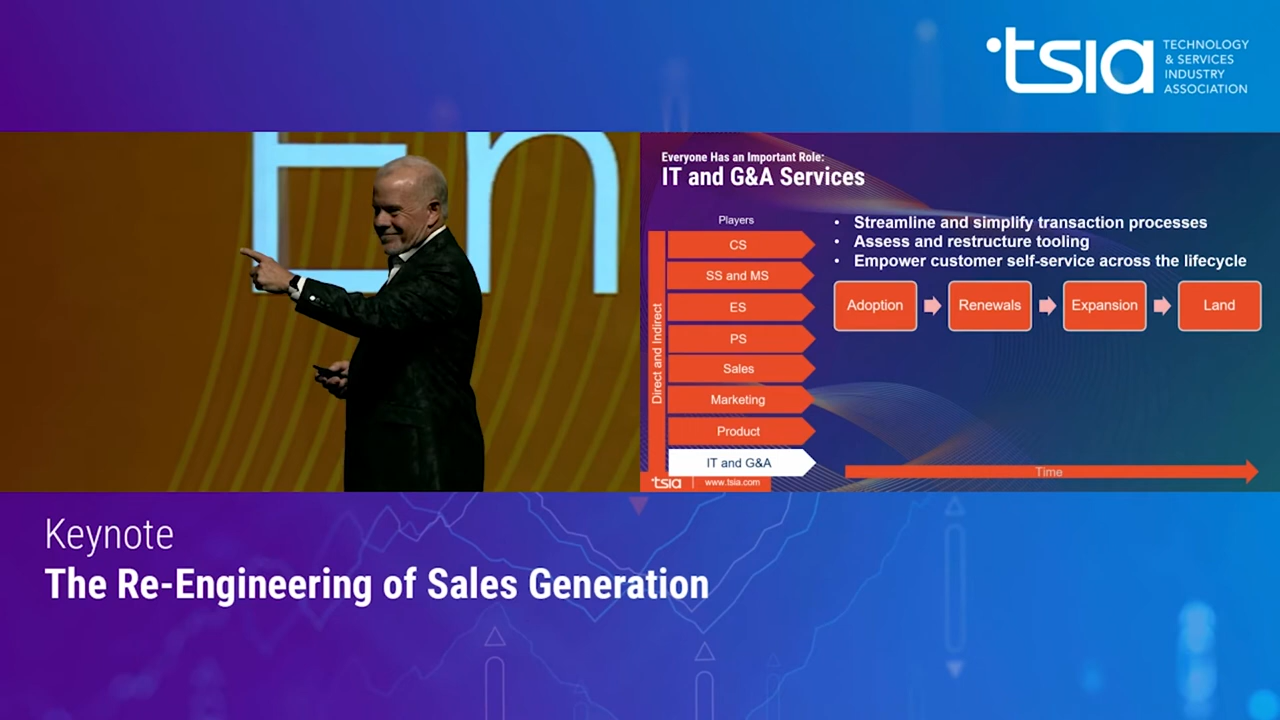 tsia
TECHNOLOGY
& SERVICES
INDUSTRY
ASSOCIATION
En
Everyone Has an Important Role:
IT and G&A Services
Players
Direct and Indirect
CS
SS and MS
ES
PS
Sales
Marketing
Product
IT and G&A
• Streamline and simplify transaction processes
• Assess and restructure tooling
• Empower customer self-service across the lifecycle
Adoption
Renewals
Expansion
Land
Time
tsia
www.tsia.com
Keynote
The Re-Engineering of Sales Generation